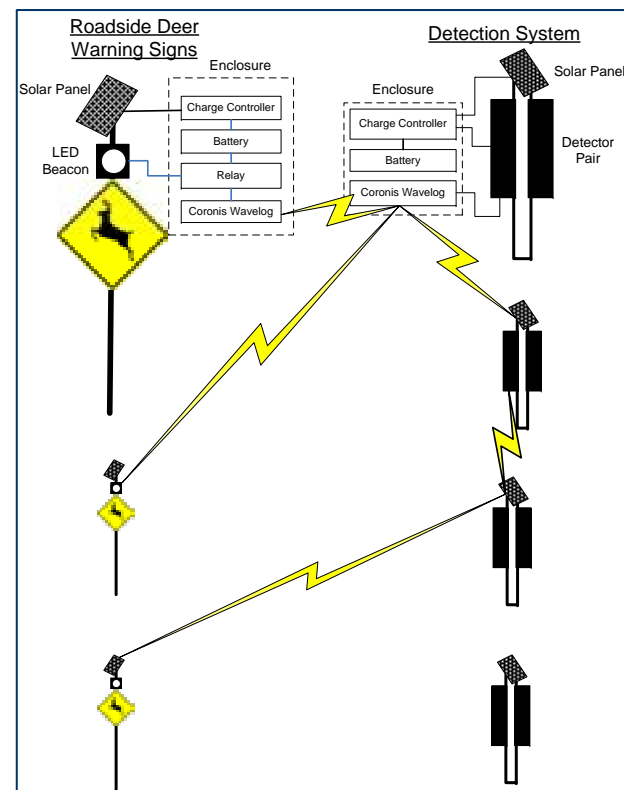 Roadside Deer
Warning Signs
Solar Panel
Enclosure
Charge Controller
Battery
Relay
Coronis Wavelog
LED
Beacon
Detection System
Enclosure
Charge Controller
Battery
Coronis Wavelog
Solar Panel
Detector
Pair